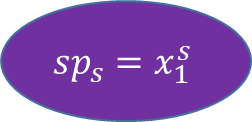 $sp_s = x_1^s$